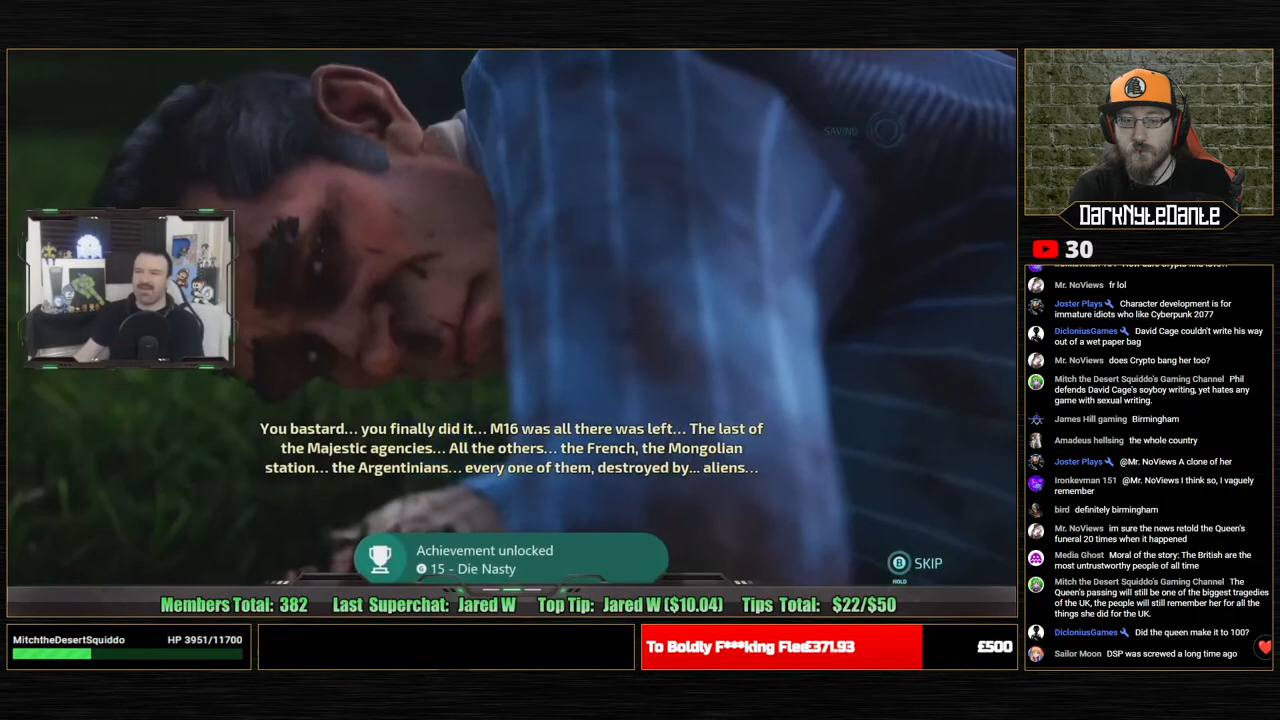 SAVING
You bastard... you finally did it... M16 was all there was left... The last of
the Majestic agencies... All the others... the French, the Mongolian
station... the Argentinians... every one of them, destroyed by... aliens...
Achievement unlocked
G 15 - Die Nasty
B SKIP
HOLD
Members Total: 382 Last Superchat: Jared W Top Tip: Jared W ($10.04) Tips Total: $22/$50
MitchtheDesertSquiddo HP 3951/11700
To Boldly F***king Flee£371.93 £500
DarkNyteDante
30
Mr. NoViews fr lol
Joster Plays Character development is for
immature idiots who like Cyberpunk 2077
DicloniusGames David Cage couldn't write his way
out of a wet paper bag
Mr. NoViews does Crypto bang her too?
Mitch the Desert Squiddo's Gaming Channel Phil
defends David Cage's soyboy writing, yet hates any
game with sexual writing.
James Hill gaming Birmingham
Amadeus hellsing the whole country
Joster Plays @Mr. NoViews A clone of her
Ironkevman 151 @Mr. NoViews I think so, I vaguely
remember
bird definitely birmingham
Mr. NoViews im sure the news retold the Queen's
funeral 20 times when it happened
Media Ghost Moral of the story: The British are the
most untrustworthy people of all time
Mitch the Desert Squiddo's Gaming Channel The
Queen's passing will still be one of the biggest tragedies
of the UK, the people will still remember her for all the
things she did for the UK.
DicloniusGames Did the queen make it to 100?
Sailor Moon DSP was screwed a long time ago